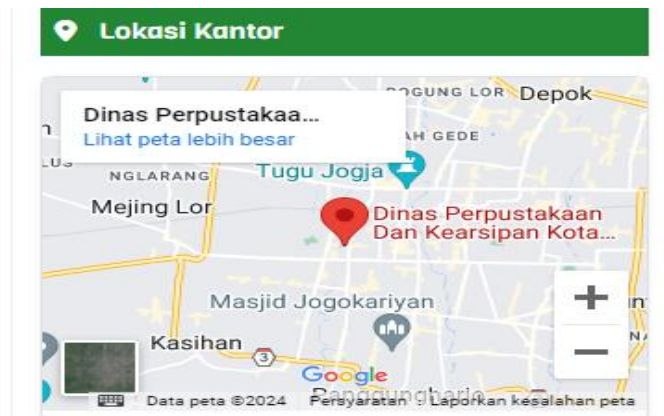 Lokasi Kantor
Dinas Perpustakaa...
Lihat peta lebih besar
POGUNG LOR
Depok
AH GEDE
NGLARANG
Tugu Jogja
Mejing Lor
Dinas Perpustakaan
Dan Kearsipan Kota...
+
Masjid Jogokariyan
Kasihan
3
−
Google
Panggungharjo
Data peta ©2024
Persyaratan
Laporkan kesalahan peta